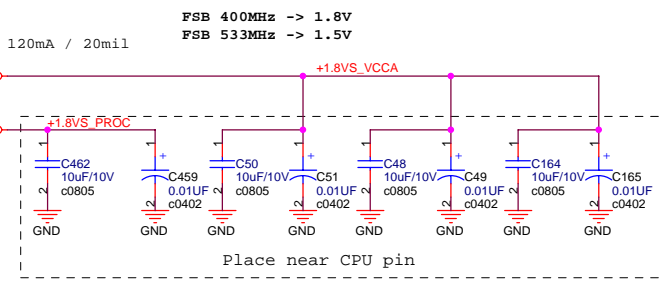 FSB 400MHz -> 1.8V
FSB 533MHz -> 1.5V
120mA / 20mil
+1.8VS_VCCA
+1.8VS_PROC
1 + 1 1 + 1 1 + 1 1 + 1
C462 C459 C50 C51 C48 C49 C164 C165
10uF/10V 0.01UF 10uF/10V 0.01UF 10uF/10V 0.01UF 10uF/10V 0.01UF
c0805 c0402 c0805 c0402 c0805 c0402 c0805 c0402
2 2 2 2 2 2 2 2
GND GND GND GND GND GND GND GND
Place near CPU pin